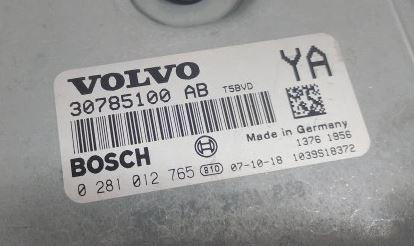 VOLVO YA
30785100 AB T5BVD
Made in Germany
BOSCH 1376 1956
0 281 012 765 810 07-10-18 1039S18372